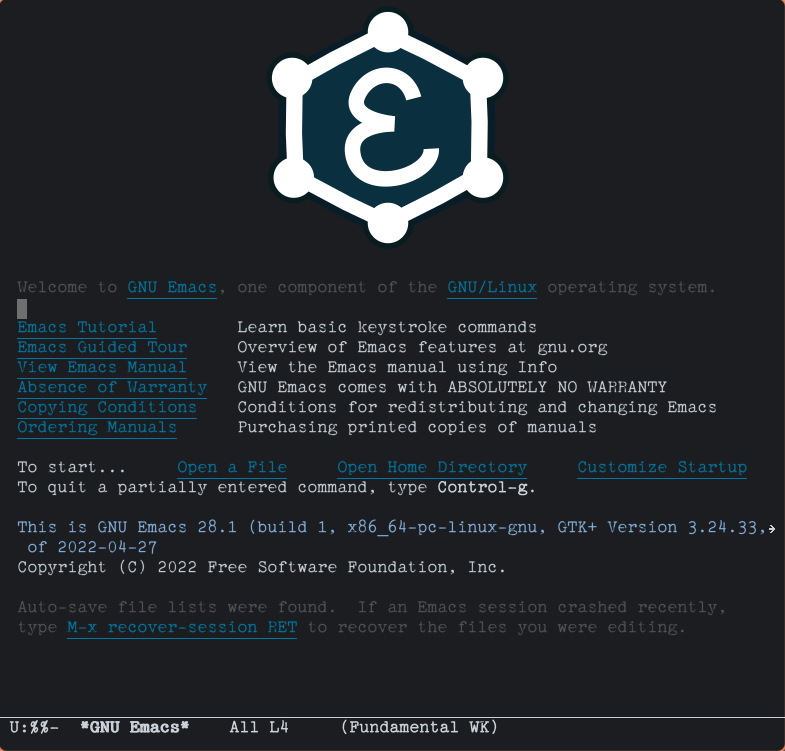 Welcome to GNU Emacs, one component of the GNU/Linux operating system.
Emacs Tutorial Learn basic keystroke commands
Emacs Guided Tour Overview of Emacs features at gnu.org
View Emacs Manual View the Emacs manual using Info
Absence of Warranty GNU Emacs comes with ABSOLUTELY NO WARRANTY
Copying Conditions Conditions for redistributing and changing Emacs
Ordering Manuals Purchasing printed copies of manuals
To start... Open a File Open Home Directory Customize Startup
To quit a partially entered command, type Control-g.
This is GNU Emacs 28.1 (build 1, x86_64-pc-linux-gnu, GTK+ Version 3.24.33,
of 2022-04-27
Copyright (C) 2022 Free Software Foundation, Inc.
Auto-save file lists were found. If an Emacs session crashed recently,
type M-x recover-session RET to recover the files you were editing.
U:%%- *GNU Emacs* All L4 (Fundamental WK)